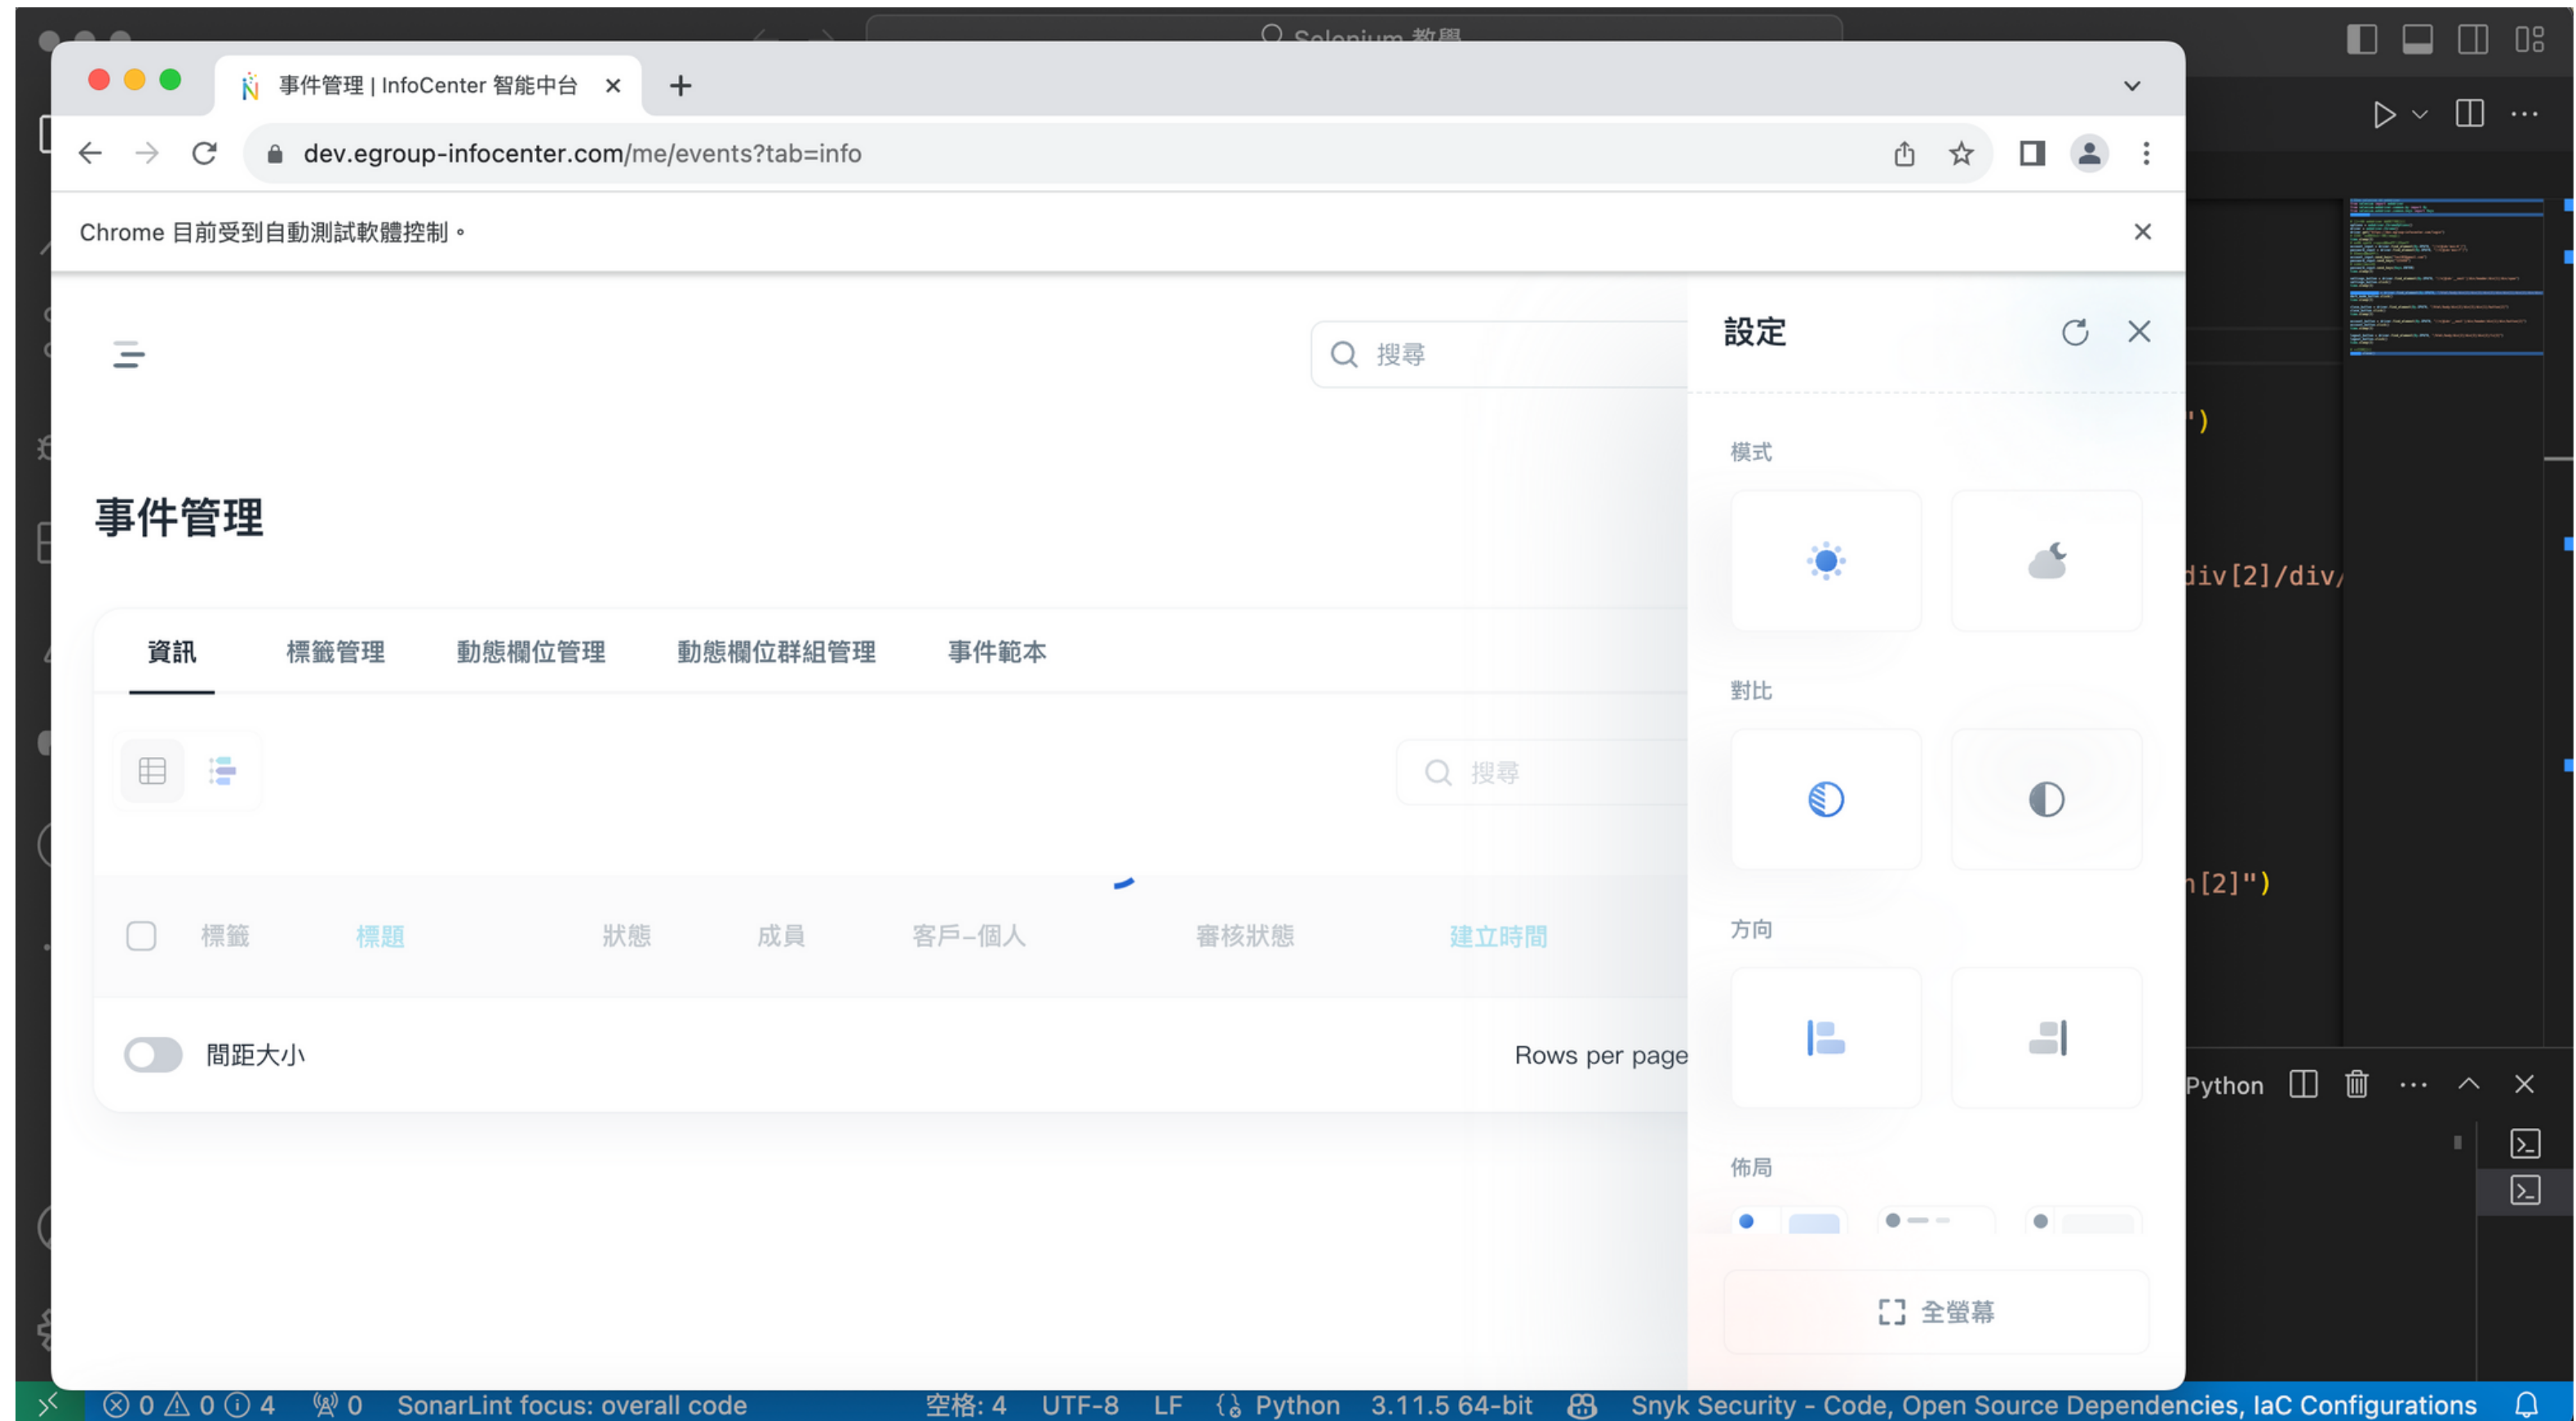 Selenium 教學
事件管理 | InfoCenter 智能中台
dev.egroup-infocenter.com/me/events?tab=info
Chrome 目前受到自動測試軟體控制。
搜尋
設定
模式
事件管理
資訊 標籤管理 動態欄位管理 動態欄位群組管理 事件範本
對比
搜尋
標籤 標題 狀態 成員 客戶-個人 審核狀態 建立時間
方向
間距大小 Rows per page
佈局
全螢幕
")
div[2]/div/
n[2]")
Python
0 0 4 0 SonarLint focus: overall code 空格: 4 UTF-8 LF Python 3.11.5 64-bit Snyk Security - Code, Open Source Dependencies, IaC Configurations